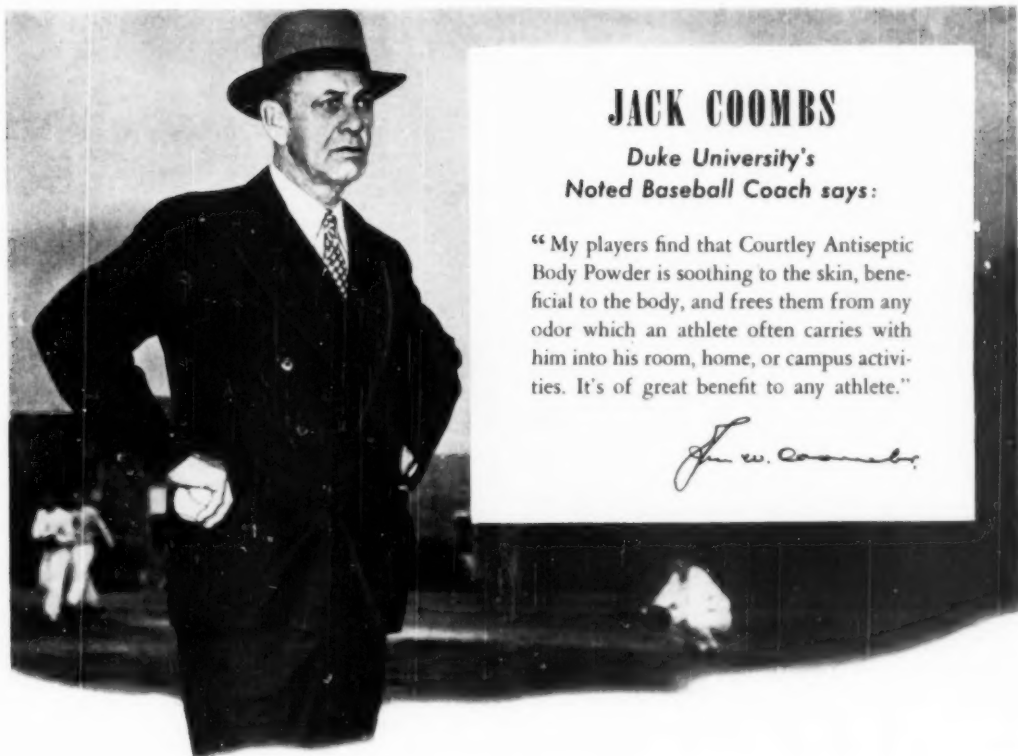 JACK COOMBS
Duke University's
Noted Baseball Coach says:
“My players find that Courtley Antiseptic
Body Powder is soothing to the skin, bene-
ficial to the body, and frees them from any
odor which an athlete often carries with
him into his room, home, or campus activi-
ties. It's of great benefit to any athlete.”
W. Coombs.